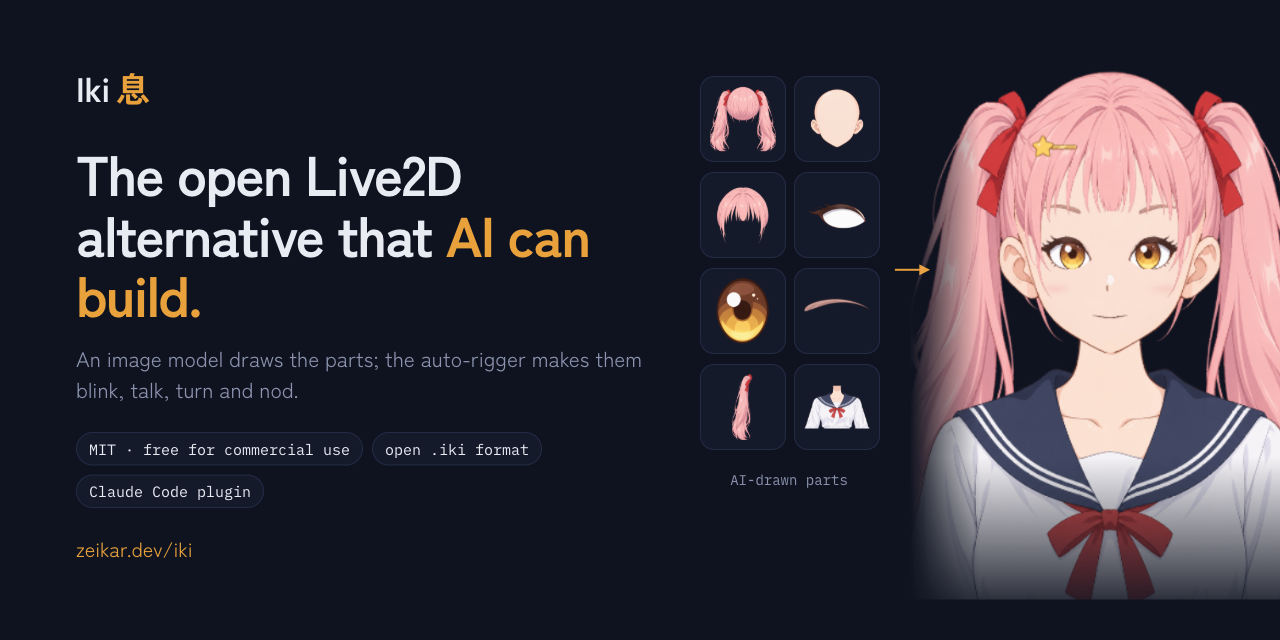 Iki 息
The open Live2D
alternative that AI can
build.
An image model draws the parts; the auto-rigger makes them
blink, talk, turn and nod.
MIT · free for commercial use
open .iki format
Claude Code plugin
zeikar.dev/iki
AI-drawn parts